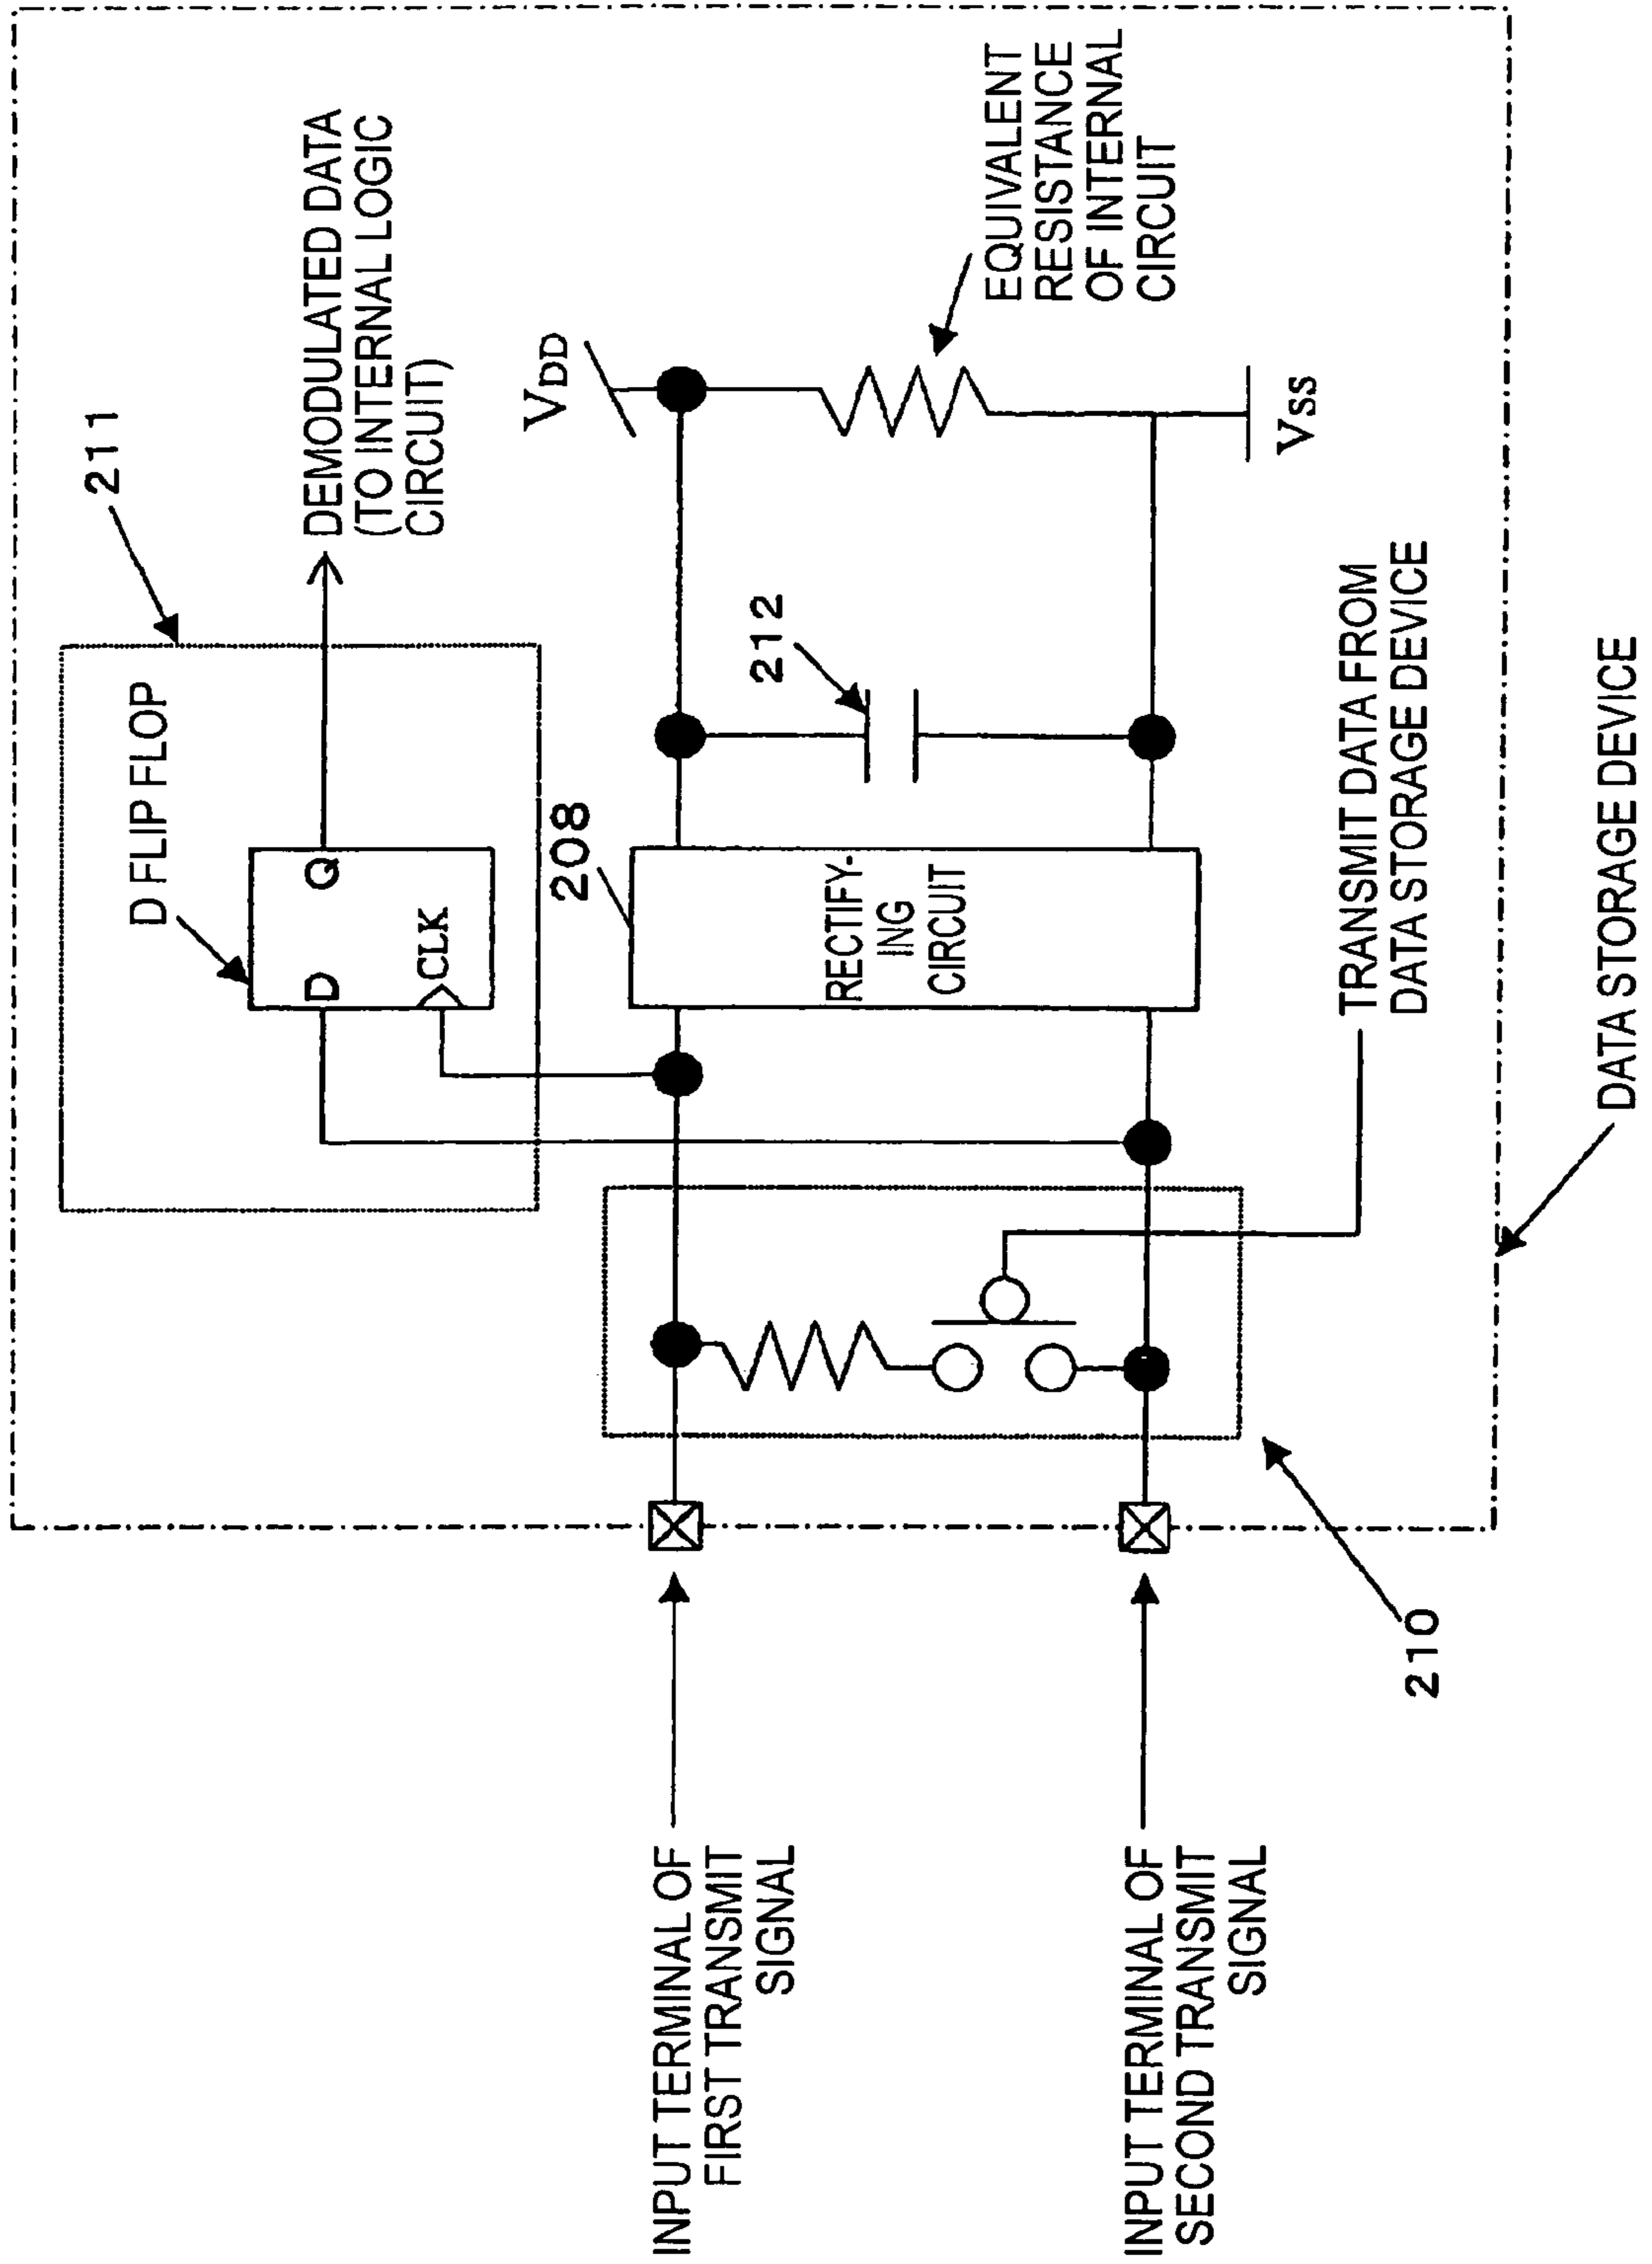 211
D FLIP FLOP
D
Q
CLK
DEMODULATED DATA
(TO INTERNAL LOGIC
CIRCUIT)
208
RECTIFY-
ING
CIRCUIT
212
VDD
EQUIVALENT
RESISTANCE
OF INTERNAL
CIRCUIT
VSS
INPUT TERMINAL OF
FIRST TRANSMIT
SIGNAL
INPUT TERMINAL OF
SECOND TRANSMIT
SIGNAL
210
TRANSMIT DATA FROM
DATA STORAGE DEVICE
DATA STORAGE DEVICE